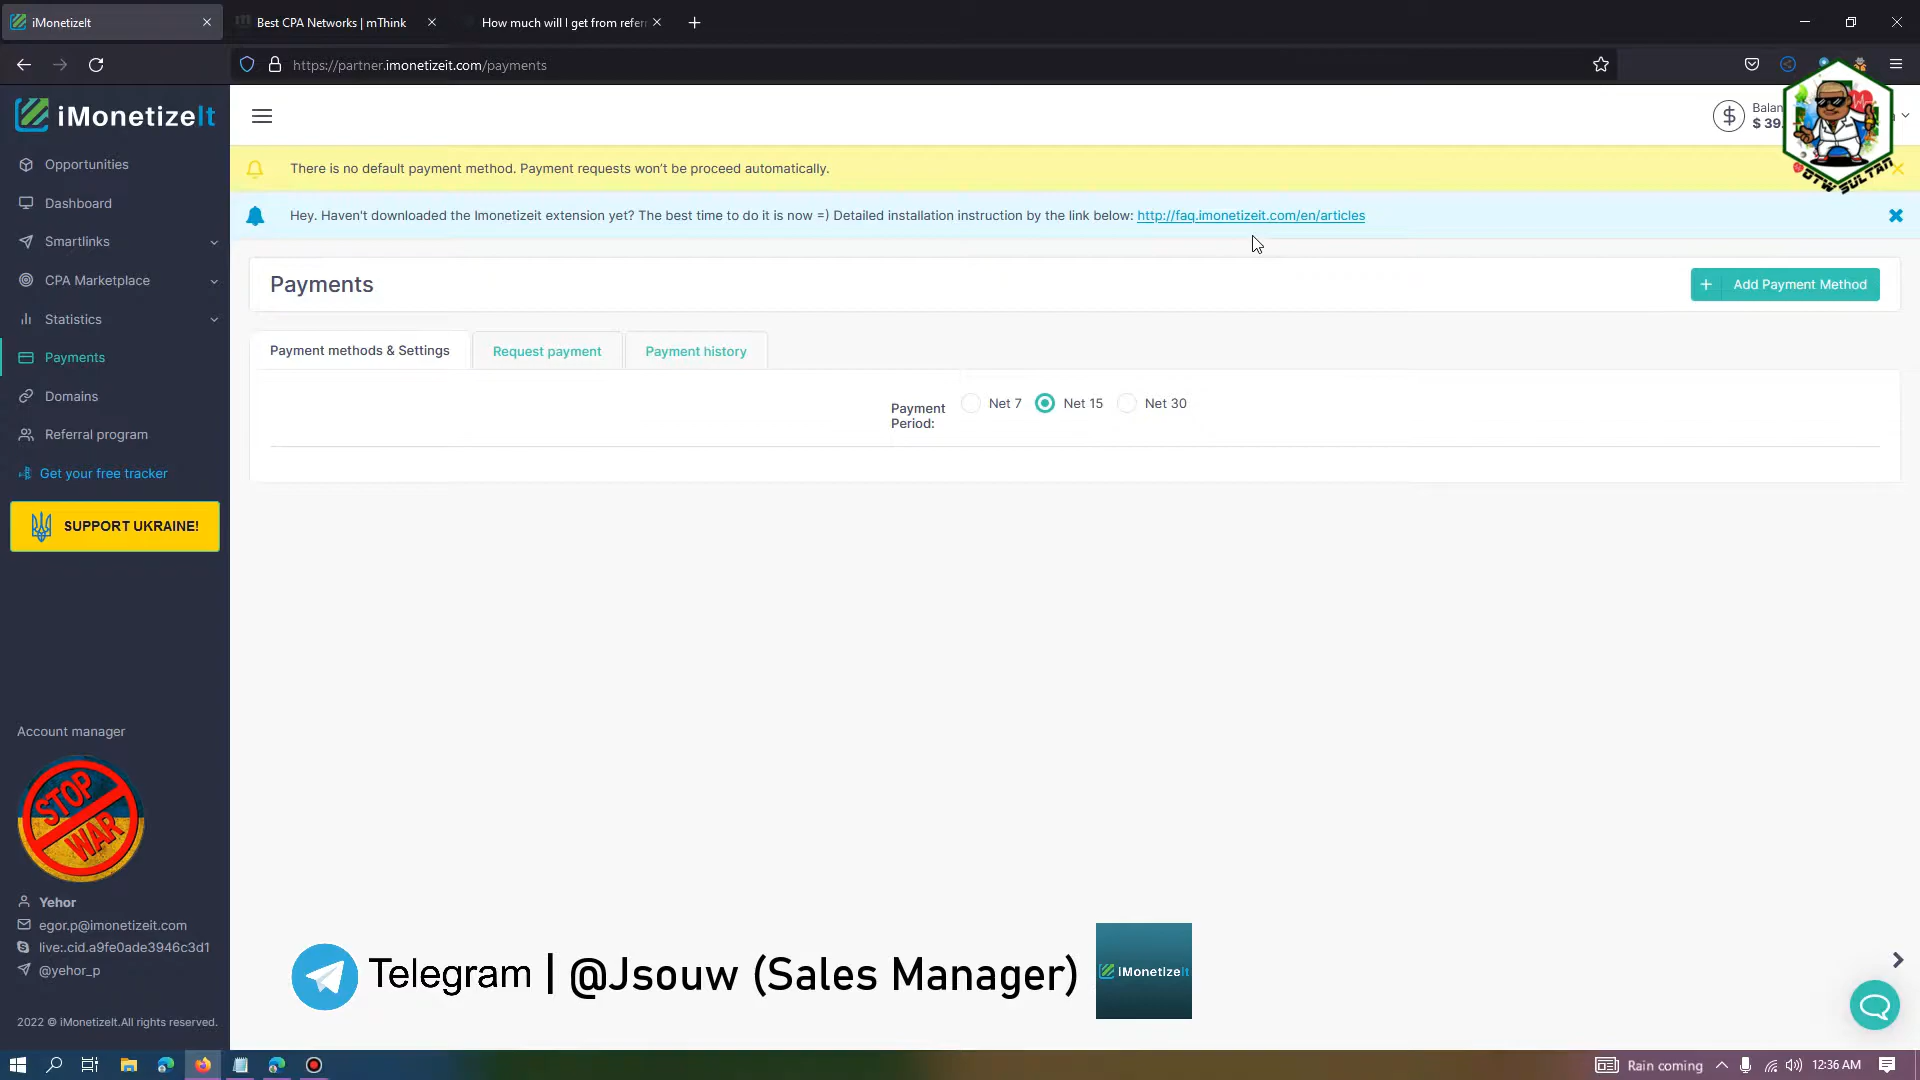 iMonetizeIt
Best CPA Networks | mThink
How much will I get from refer
https://partner.imonetizeit.com/payments
iMonetizeIt
Opportunities
Dashboard
Smartlinks
CPA Marketplace
Statistics
Payments
Domains
Referral program
Get your free tracker
SUPPORT UKRAINE!
Account manager
STOP
WAR
Yehor
egor.p@imonetizeit.com
live:.cid.a9fe0ade3946c3d1
@yehor_p
2022 © iMonetizeIt.All rights reserved.
$ 39.
OTW SULTAN
There is no default payment method. Payment requests won't be proceed automatically.
Hey. Haven't downloaded the Imonetizeit extension yet? The best time to do it is now =) Detailed installation instruction by the link below: http://faq.imonetizeit.com/en/articles
Payments
+ Add Payment Method
Payment methods & Settings
Request payment
Payment history
Payment
Period:
Net 7
Net 15
Net 30
Telegram | @Jsouw (Sales Manager)
iMonetizeIt
Rain coming
12:36 AM